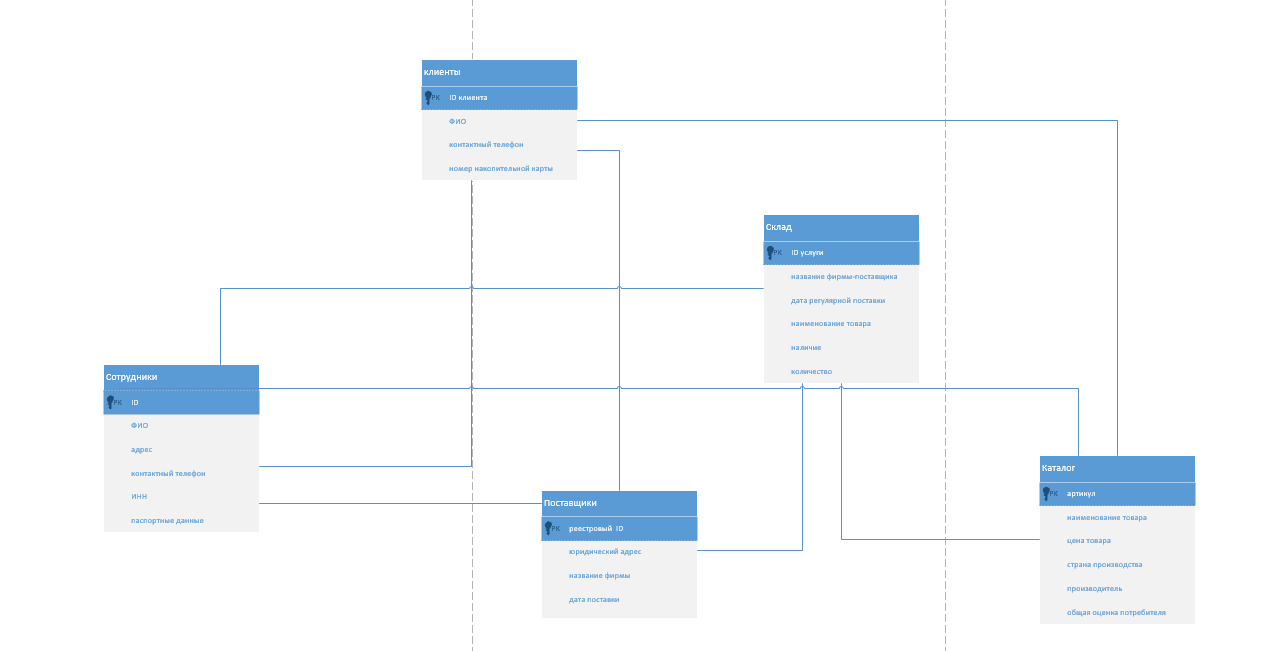 клиенты
PK ID клиента
ФИО
контактный телефон
номер накопительной карты
Склад
PK ID услуги
название фирмы-поставщика
дата регулярной поставки
наименование товара
наличие
количество
Сотрудники
PK ID
ФИО
адрес
контактный телефон
ИНН
паспортные данные
Поставщики
PK реестровый ID
юридический адрес
название фирмы
дата поставки
Каталог
PK артикул
наименование товара
цена товара
страна производства
производитель
общая оценка потребителя